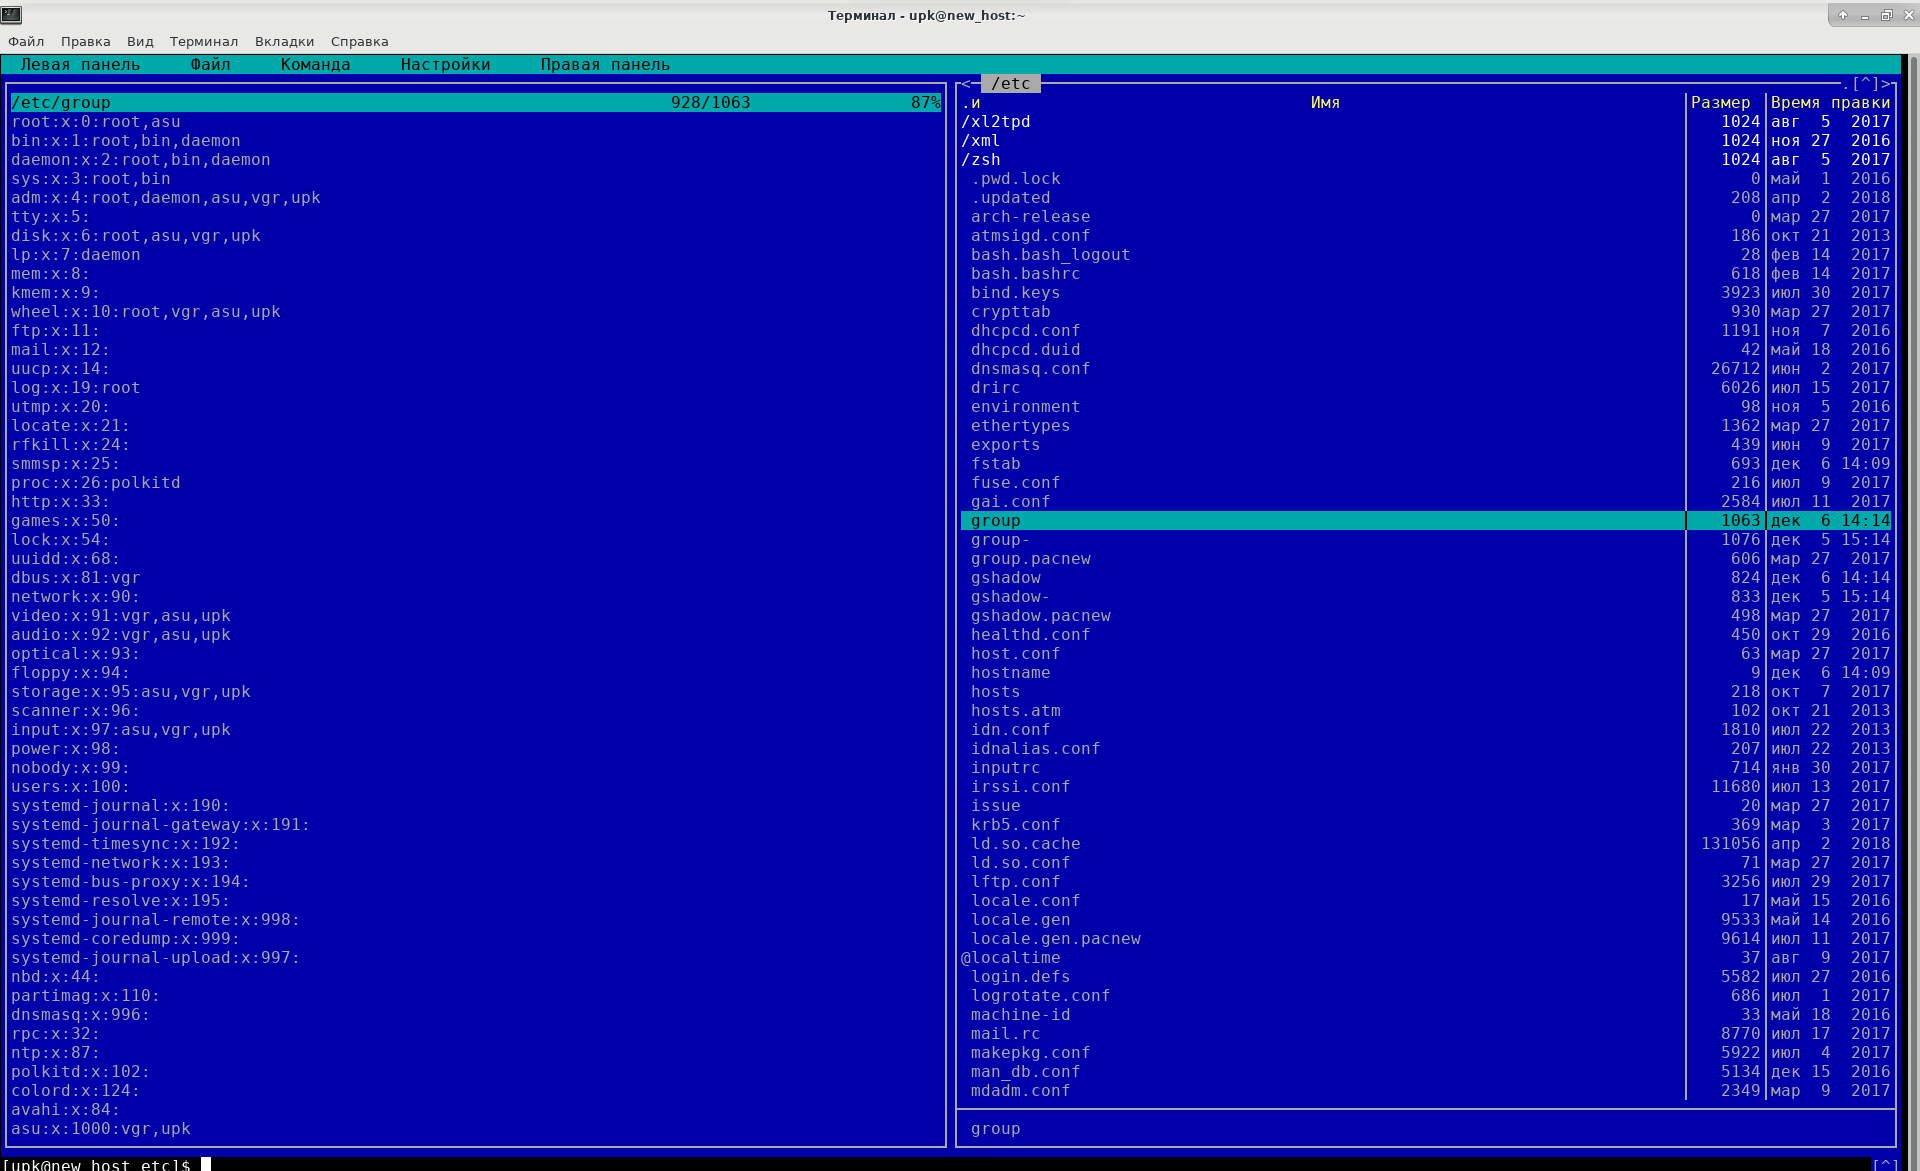 Терминал - upk@new_host:~
Файл Правка Вид Терминал Вкладки Справка
Левая панель Файл Команда Настройки Правая панель
/etc/group 928/1063 87%
root:x:0:root,asu
bin:x:1:root,bin,daemon
daemon:x:2:root,bin,daemon
sys:x:3:root,bin
adm:x:4:root,daemon,asu,vgr,upk
tty:x:5:
disk:x:6:root,asu,vgr,upk
lp:x:7:daemon
mem:x:8:
kmem:x:9:
wheel:x:10:root,vgr,asu,upk
ftp:x:11:
mail:x:12:
uucp:x:14:
log:x:19:root
utmp:x:20:
locate:x:21:
rfkill:x:24:
smmsp:x:25:
proc:x:26:polkitd
http:x:33:
games:x:50:
lock:x:54:
uuidd:x:68:
dbus:x:81:vgr
network:x:90:
video:x:91:vgr,asu,upk
audio:x:92:vgr,asu,upk
optical:x:93:
floppy:x:94:
storage:x:95:asu,vgr,upk
scanner:x:96:
input:x:97:asu,vgr,upk
power:x:98:
nobody:x:99:
users:x:100:
systemd-journal:x:190:
systemd-journal-gateway:x:191:
systemd-timesync:x:192:
systemd-network:x:193:
systemd-bus-proxy:x:194:
systemd-resolve:x:195:
systemd-journal-remote:x:998:
systemd-coredump:x:999:
systemd-journal-upload:x:997:
nbd:x:44:
partimag:x:110:
dnsmasq:x:996:
rpc:x:32:
ntp:x:87:
polkitd:x:102:
colord:x:124:
avahi:x:84:
asu:x:1000:vgr,upk
<- /etc .[^]>
.и Имя Размер Время правки
/xl2tpd 1024 авг 5 2017
/xml 1024 ноя 27 2016
/zsh 1024 авг 5 2017
.pwd.lock 0 май 1 2016
.updated 208 апр 2 2018
arch-release 0 мар 27 2017
atmsigd.conf 186 окт 21 2013
bash.bash_logout 28 фев 14 2017
bash.bashrc 618 фев 14 2017
bind.keys 3923 июл 30 2017
crypttab 930 мар 27 2017
dhcpcd.conf 1191 ноя 7 2016
dhcpcd.duid 42 май 18 2016
dnsmasq.conf 26712 июн 2 2017
drirc 6026 июл 15 2017
environment 98 ноя 5 2016
ethertypes 1362 мар 27 2017
exports 439 июн 9 2017
fstab 693 дек 6 14:09
fuse.conf 216 июл 9 2017
gai.conf 2584 июл 11 2017
group 1063 дек 6 14:14
group- 1076 дек 5 15:14
group.pacnew 606 мар 27 2017
gshadow 824 дек 6 14:14
gshadow- 833 дек 5 15:14
gshadow.pacnew 498 мар 27 2017
healthd.conf 450 окт 29 2016
host.conf 63 мар 27 2017
hostname 9 дек 6 14:09
hosts 218 окт 7 2017
hosts.atm 102 окт 21 2013
idn.conf 1810 июл 22 2013
idnalias.conf 207 июл 22 2013
inputrc 714 янв 30 2017
irssi.conf 11680 июл 13 2017
issue 20 мар 27 2017
krb5.conf 369 мар 3 2017
ld.so.cache 131056 апр 2 2018
ld.so.conf 71 мар 27 2017
lftp.conf 3256 июл 29 2017
locale.conf 17 май 15 2016
locale.gen 9533 май 14 2016
locale.gen.pacnew 9614 июл 11 2017
@localtime 37 авг 9 2017
login.defs 5582 июл 27 2016
logrotate.conf 686 июл 1 2017
machine-id 33 май 18 2016
mail.rc 8770 июл 17 2017
makepkg.conf 5922 июл 4 2017
man_db.conf 5134 дек 15 2016
mdadm.conf 2349 мар 9 2017
group
[upk@new_host etc]$ [^]